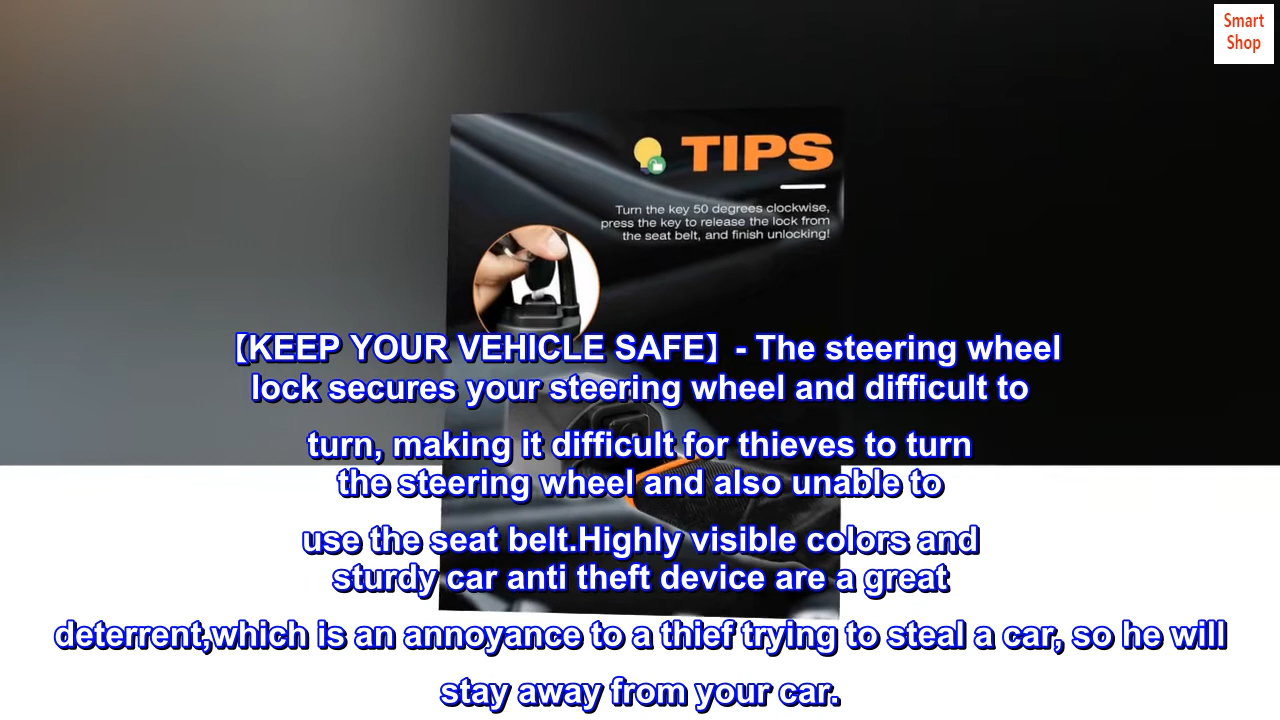 Smart
Shop
TIPS
Turn the key 50 degrees clockwise,
press the key to release the lock from
the seat belt, and finish unlocking!
【KEEP YOUR VEHICLE SAFE】 - The steering wheel
lock secures your steering wheel and difficult to
turn, making it difficult for thieves to turn
the steering wheel and also unable to
use the seat belt.Highly visible colors and
sturdy car anti theft device are a great
deterrent,which is an annoyance to a thief trying to steal a car, so he will
stay away from your car.